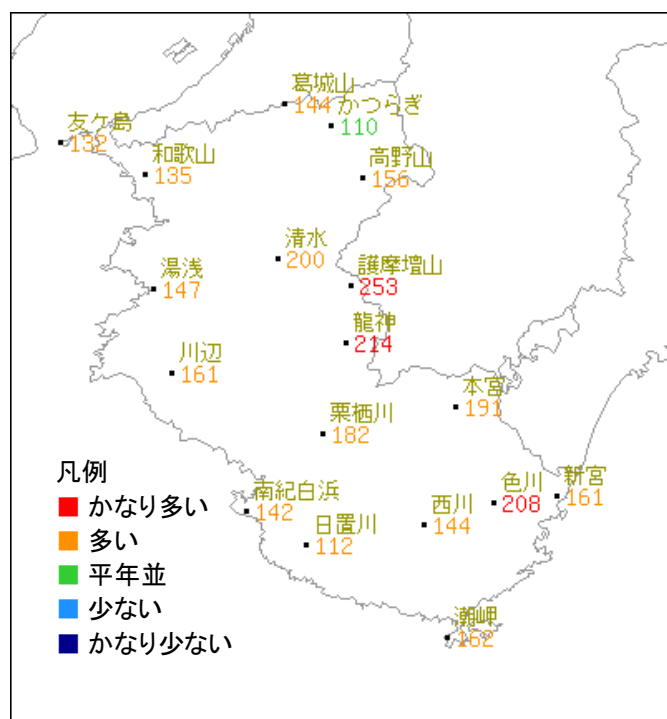 葛城山
144
かつらぎ
110
友ケ島
132
和歌山
135
高野山
156
清水
200
護摩壇山
253
湯浅
147
龍神
214
川辺
161
本宮
191
栗栖川
182
南紀白浜
142
日置川
112
西川
144
色川
208
新宮
161
潮岬
162
凡例
かなり多い
多い
平年並
少ない
かなり少ない